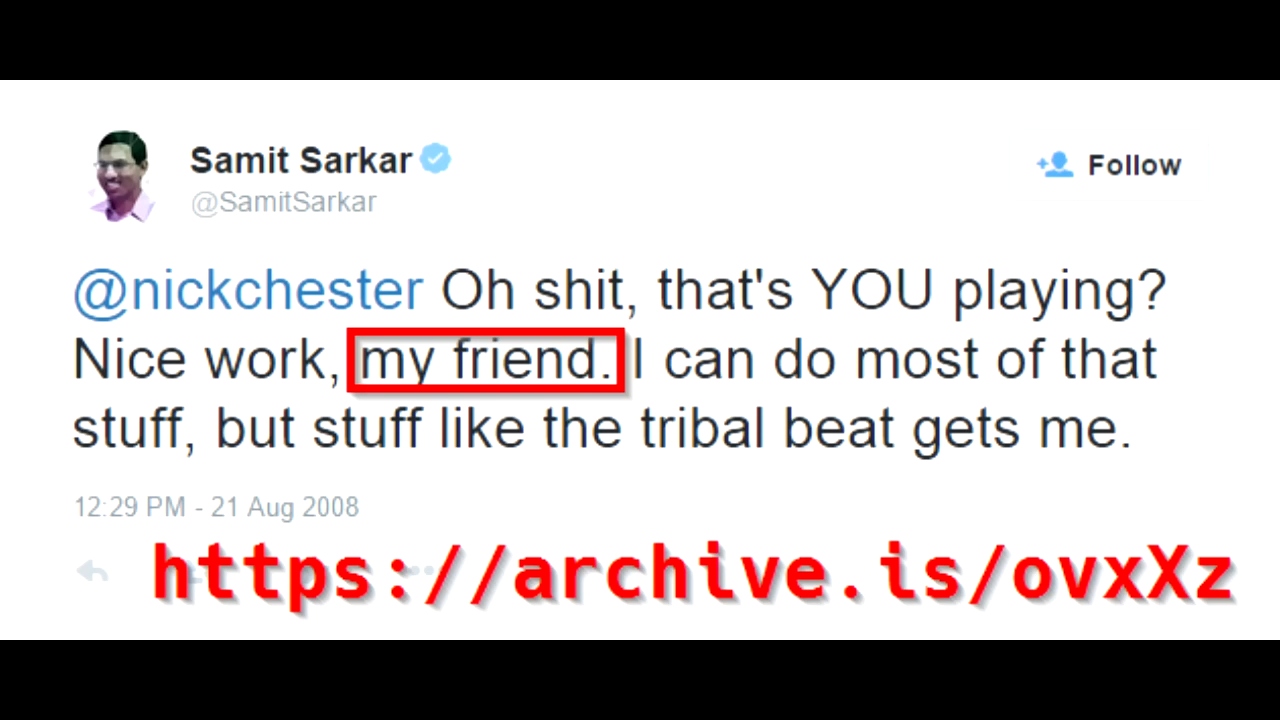 Samit Sarkar
@SamitSarkar
Follow
@nickchester Oh shit, that's YOU playing?
Nice work, my friend. I can do most of that
stuff, but stuff like the tribal beat gets me.
12:29 PM - 21 Aug 2008
https://archive.is/ovxXz